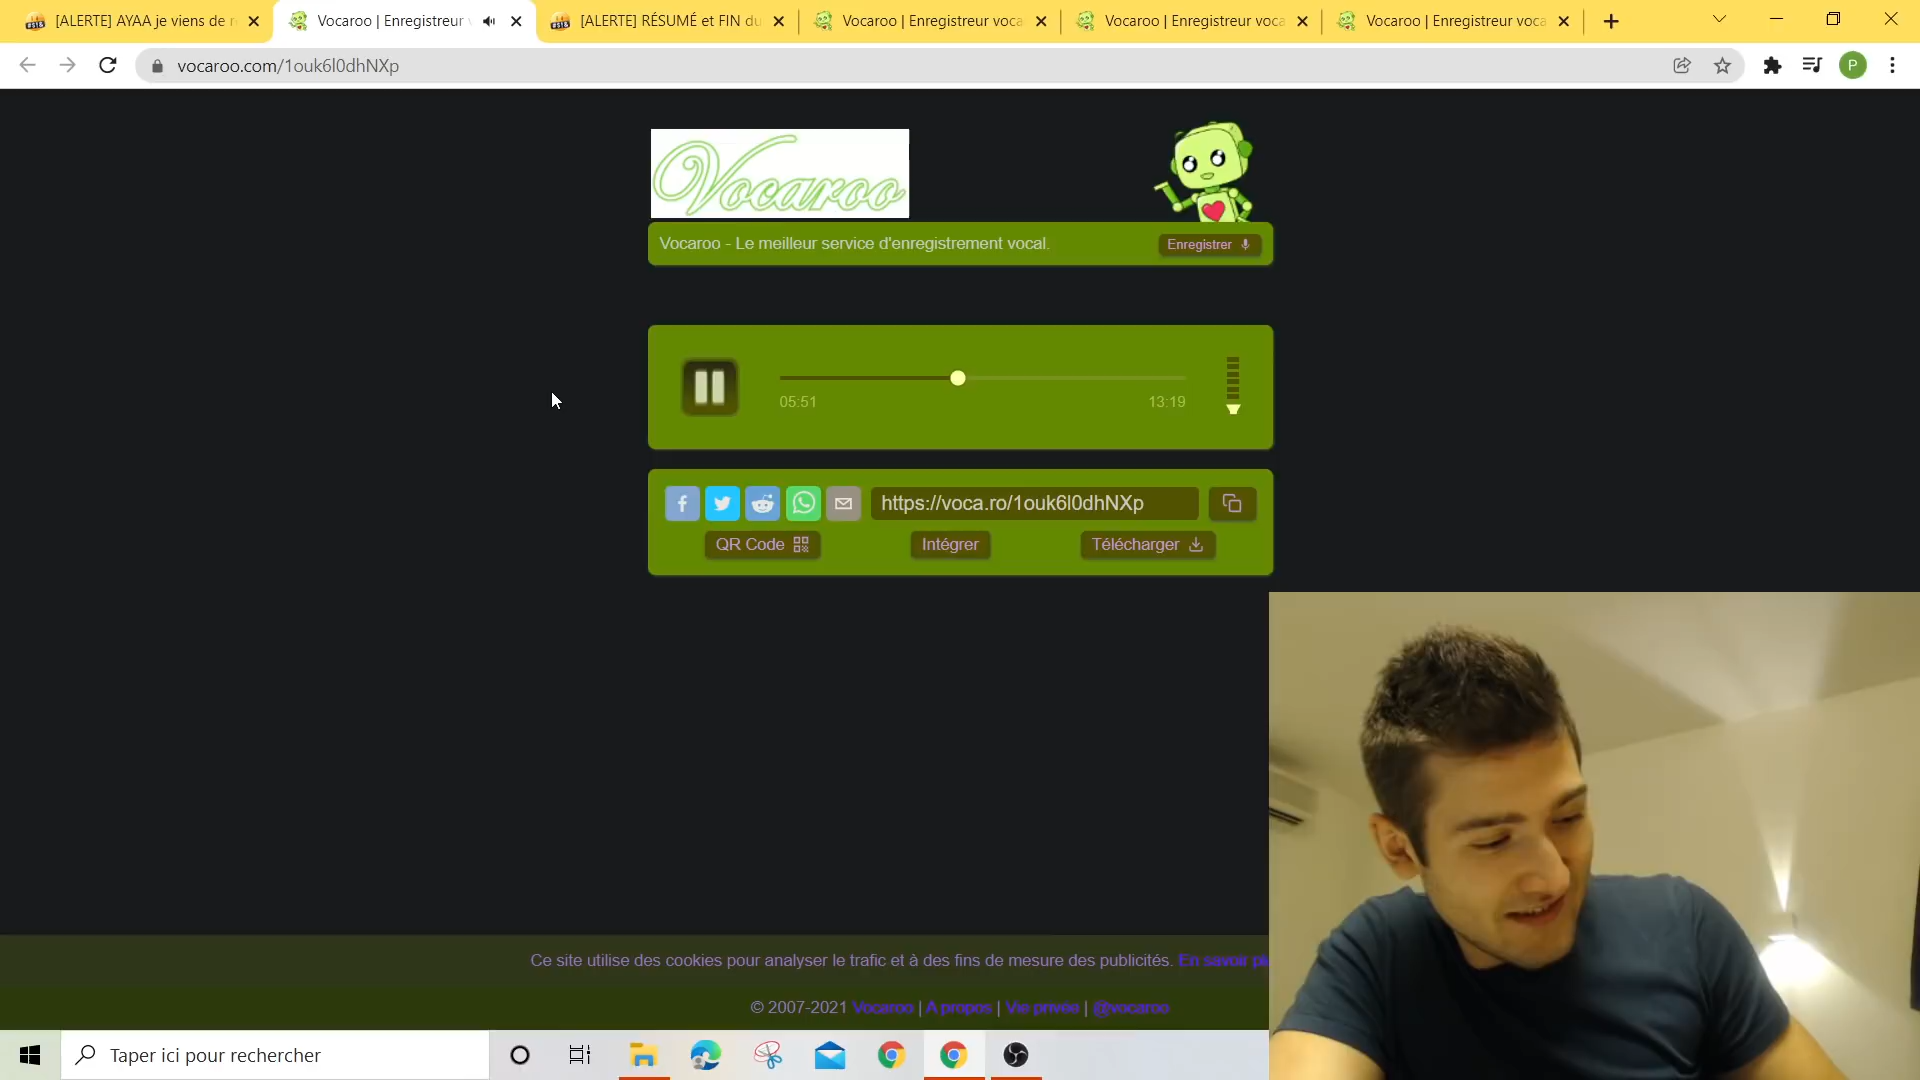 [ALERTE] AYAA je viens de r
Vocaroo | Enregistreur v
[ALERTE] RÉSUMÉ et FIN du
Vocaroo | Enregistreur voca
Vocaroo | Enregistreur voca
Vocaroo | Enregistreur voca
vocaroo.com/1ouk6l0dhNXp
P
Vocaroo
Vocaroo - Le meilleur service d'enregistrement vocal.
Enregistrer
05:51
13:19
https://voca.ro/1ouk6l0dhNXp
QR Code
Intégrer
Télécharger
Ce site utilise des cookies pour analyser le trafic et à des fins de mesure des publicités. En savoir pl
© 2007-2021 Vocaroo | A propos | Vie privée | @vocaroo
Taper ici pour rechercher